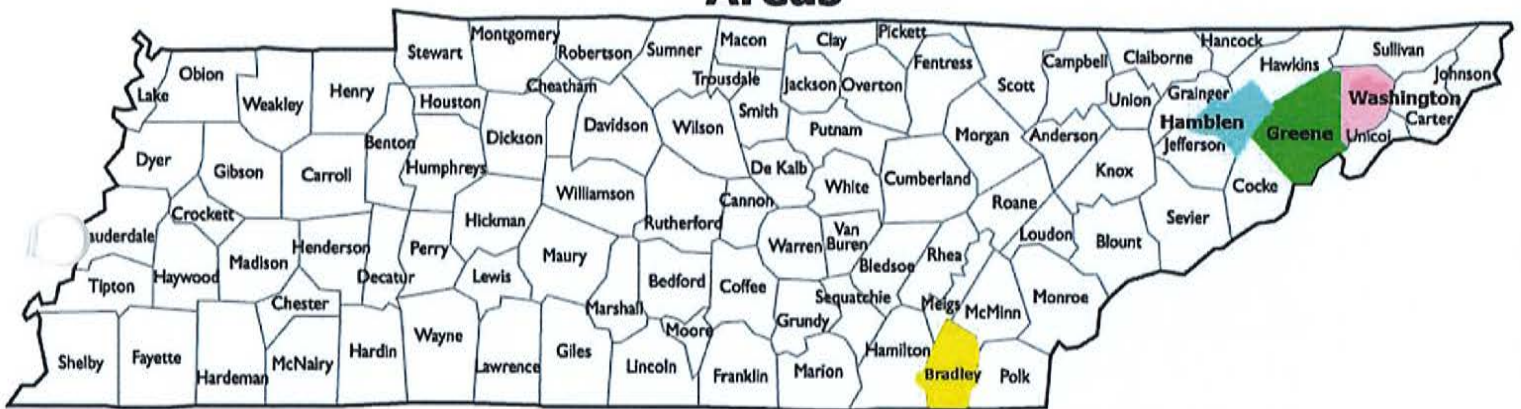 Areas
Stewart
Montgomery
Robertson
Sumner
Macon
Clay
Pickett
Fentress
Scott
Campbell
Claiborne
Hancock
Hawkins
Sullivan
Johnson
Lake
Obion
Weakley
Henry
Houston
Cheatham
Trousdale
Jackson
Overton
Union
Grainger
Washington
Carter
Unicoi
Greene
Hamblen
Jefferson
Smith
Putnam
Morgan
Anderson
Dyer
Gibson
Carroll
Benton
Humphreys
Dickson
Davidson
Wilson
De Kalb
White
Cumberland
Knox
Cocke
Crockett
Williamson
Rutherford
Cannon
Roane
Sevier
auderdale
Madison
Henderson
Perry
Hickman
Maury
Warren
Van
Buren
Bledsoe
Rhea
Loudon
Blount
Tipton
Haywood
Chester
Decatur
Lewis
Marshall
Bedford
Coffee
Grundy
Sequatchie
Meigs
McMinn
Monroe
Shelby
Fayette
Hardeman
McNairy
Hardin
Wayne
Lawrence
Giles
Lincoln
Moore
Franklin
Marion
Hamilton
Bradley
Polk